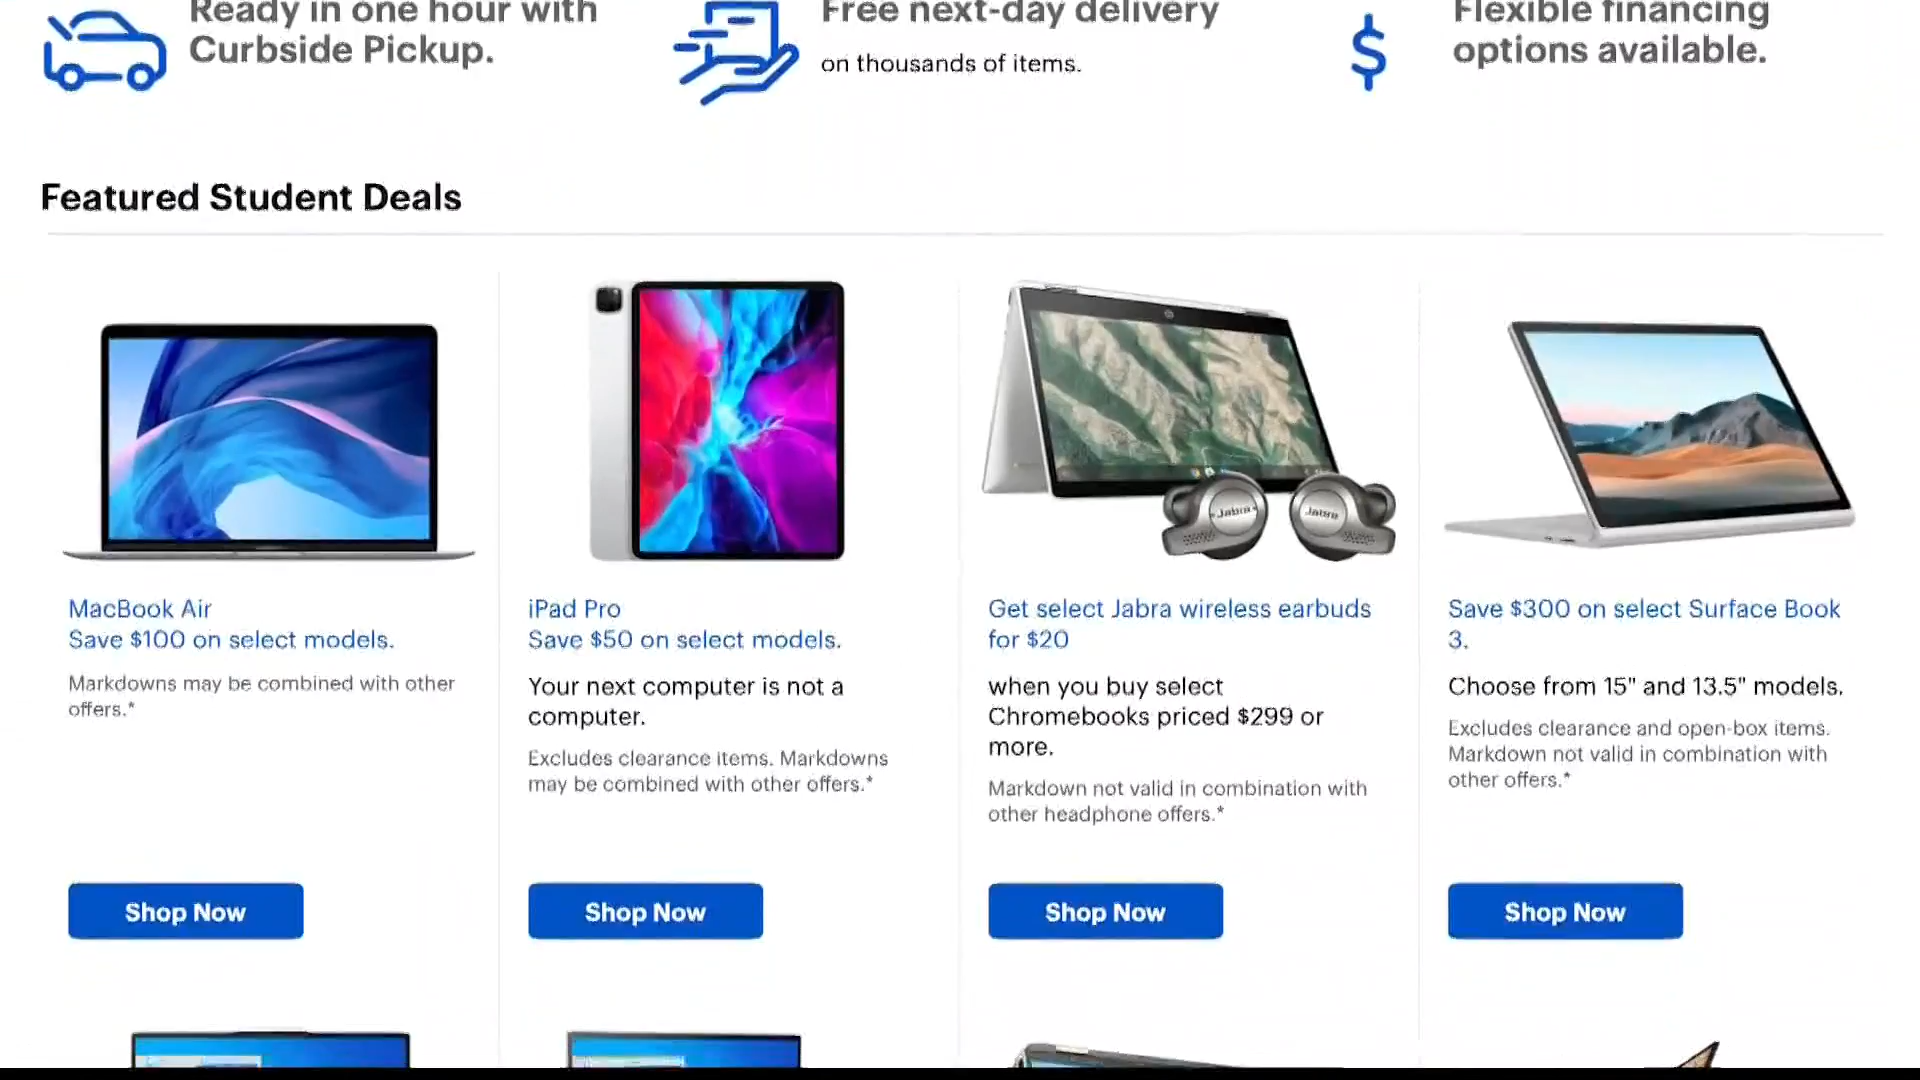 Ready in one hour with
Curbside Pickup.
Free next-day delivery
on thousands of items.
Flexible financing
options available.
Featured Student Deals
Jabra
Jabra
MacBook Air
Save $100 on select models.
Markdowns may be combined with other
offers.*
Shop Now
iPad Pro
Save $50 on select models.
Your next computer is not a
computer.
Excludes clearance items. Markdowns
may be combined with other offers.*
Shop Now
Get select Jabra wireless earbuds
for $20
when you buy select
Chromebooks priced $299 or
more.
Markdown not valid in combination with
other headphone offers.*
Shop Now
Save $300 on select Surface Book
3.
Choose from 15" and 13.5" models.
Excludes clearance and open-box items.
Markdown not valid in combination with
other offers.*
Shop Now